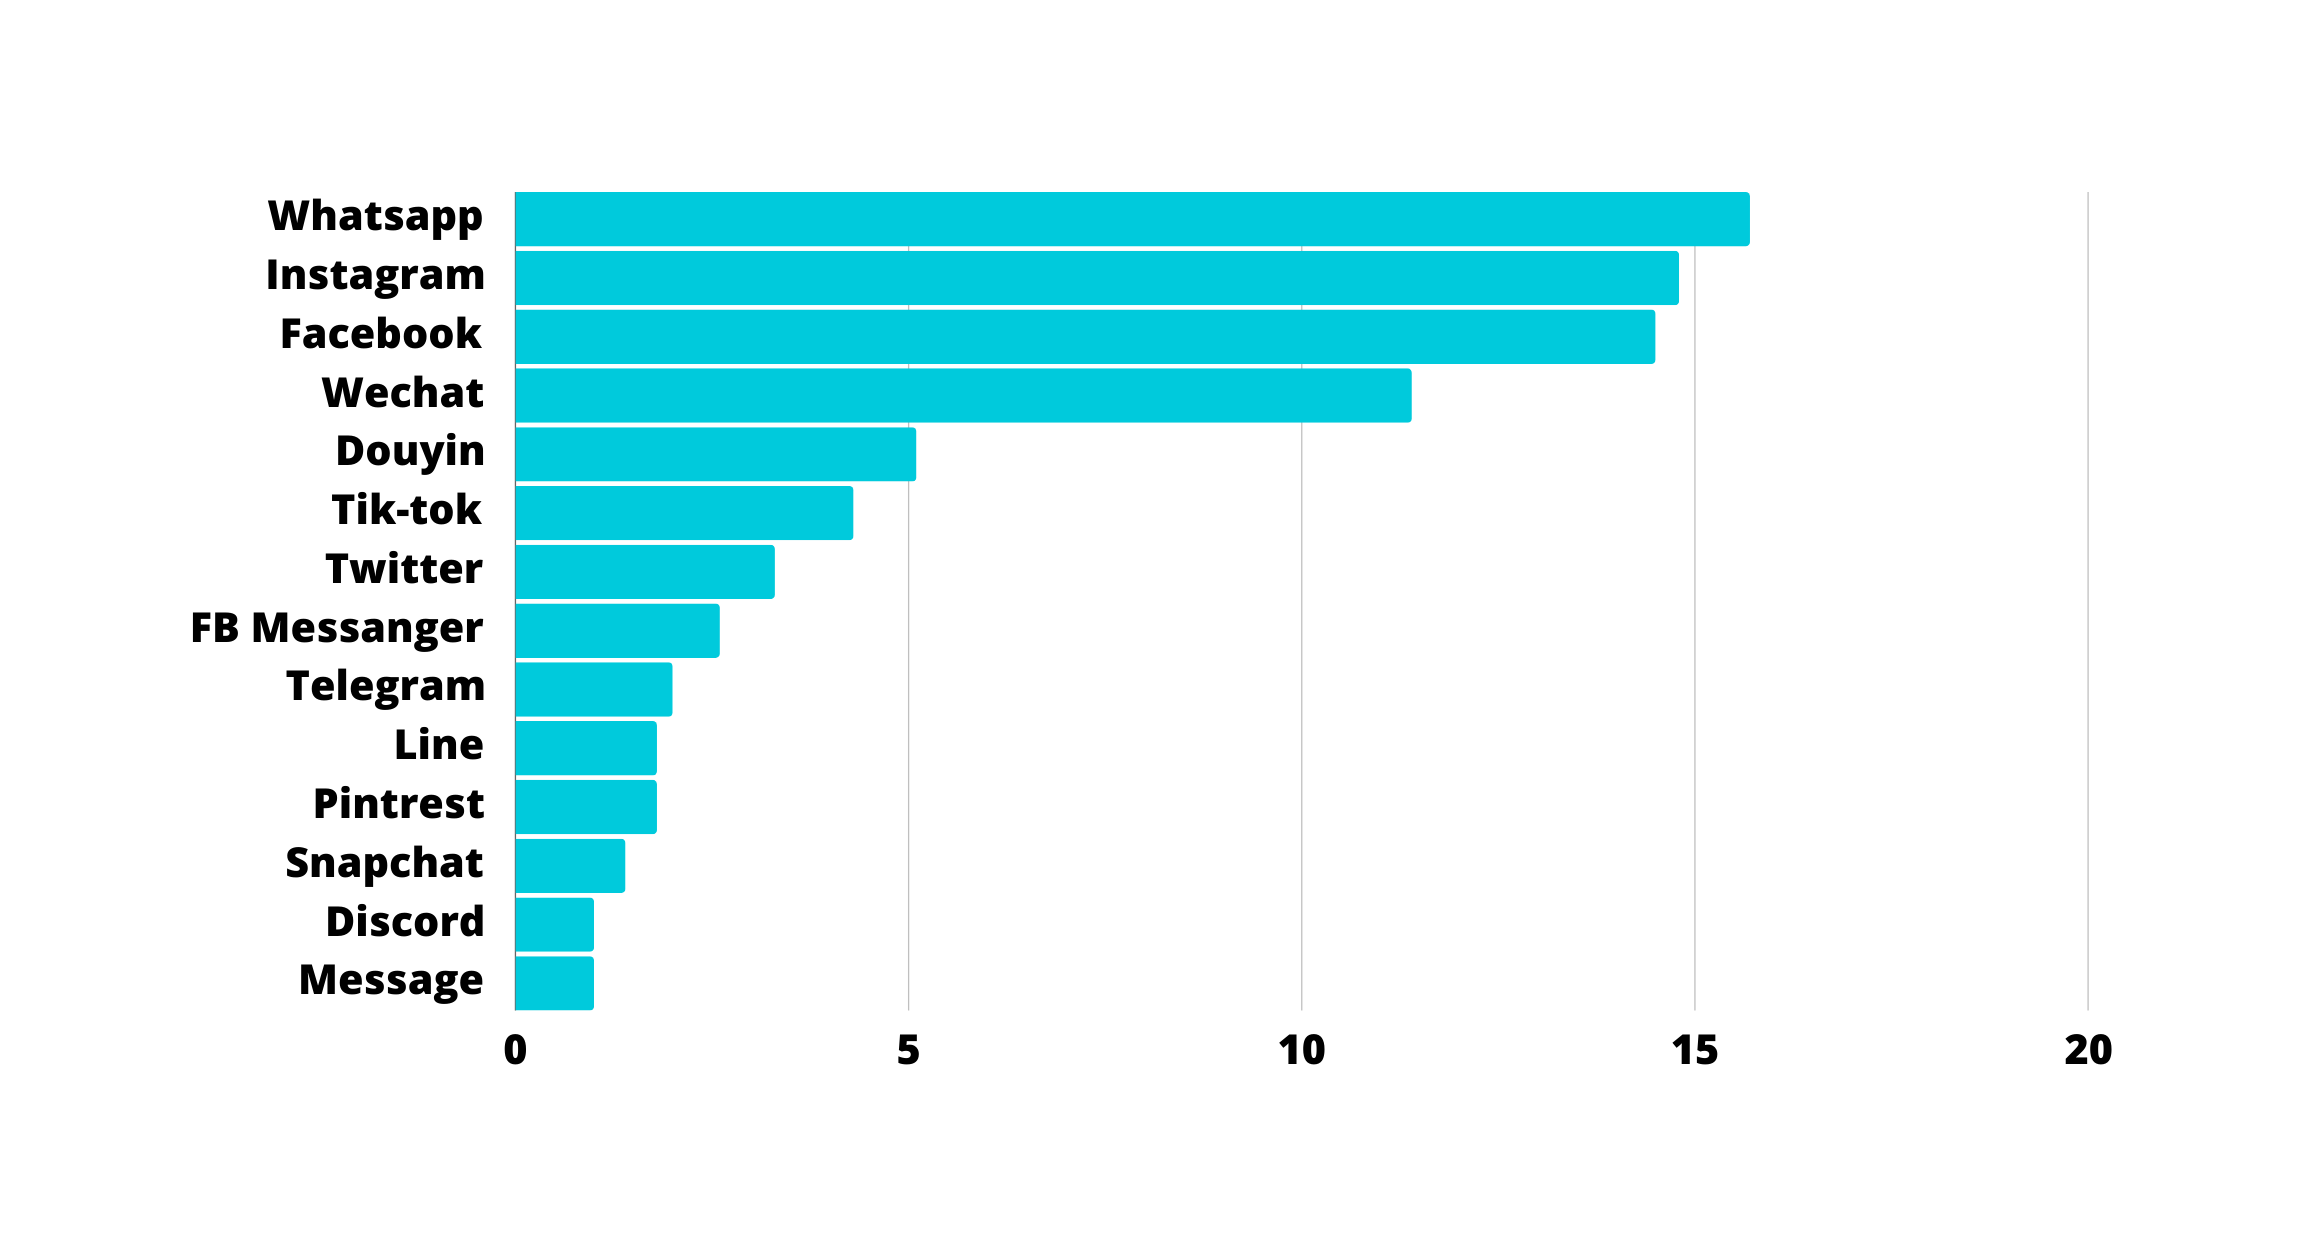 Whatsapp
Instagram
Facebook
Wechat
Douyin
Tik-tok
Twitter
FB Messanger
Telegram
Line
Pintrest
Snapchat
Discord
Message
0 5 10 15 20